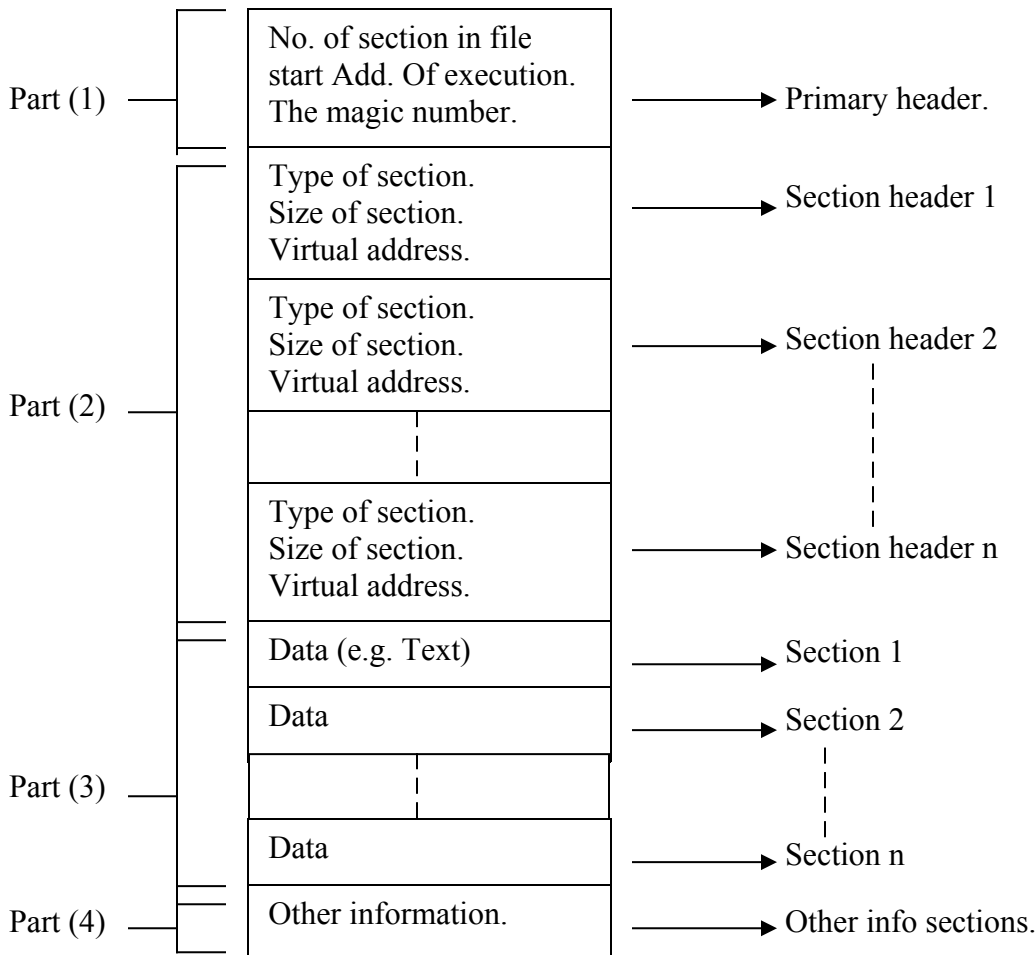 No. of section in file
start Add. Of execution.
The magic number.
Part (1)
Primary header.
Type of section.
Size of section.
Virtual address.
Section header 1
Type of section.
Size of section.
Virtual address.
Section header 2
Part (2)
Type of section.
Size of section.
Virtual address.
Section header n
Data (e.g. Text)
Section 1
Data
Section 2
Part (3)
Data
Section n
Part (4)
Other information.
Other info sections.